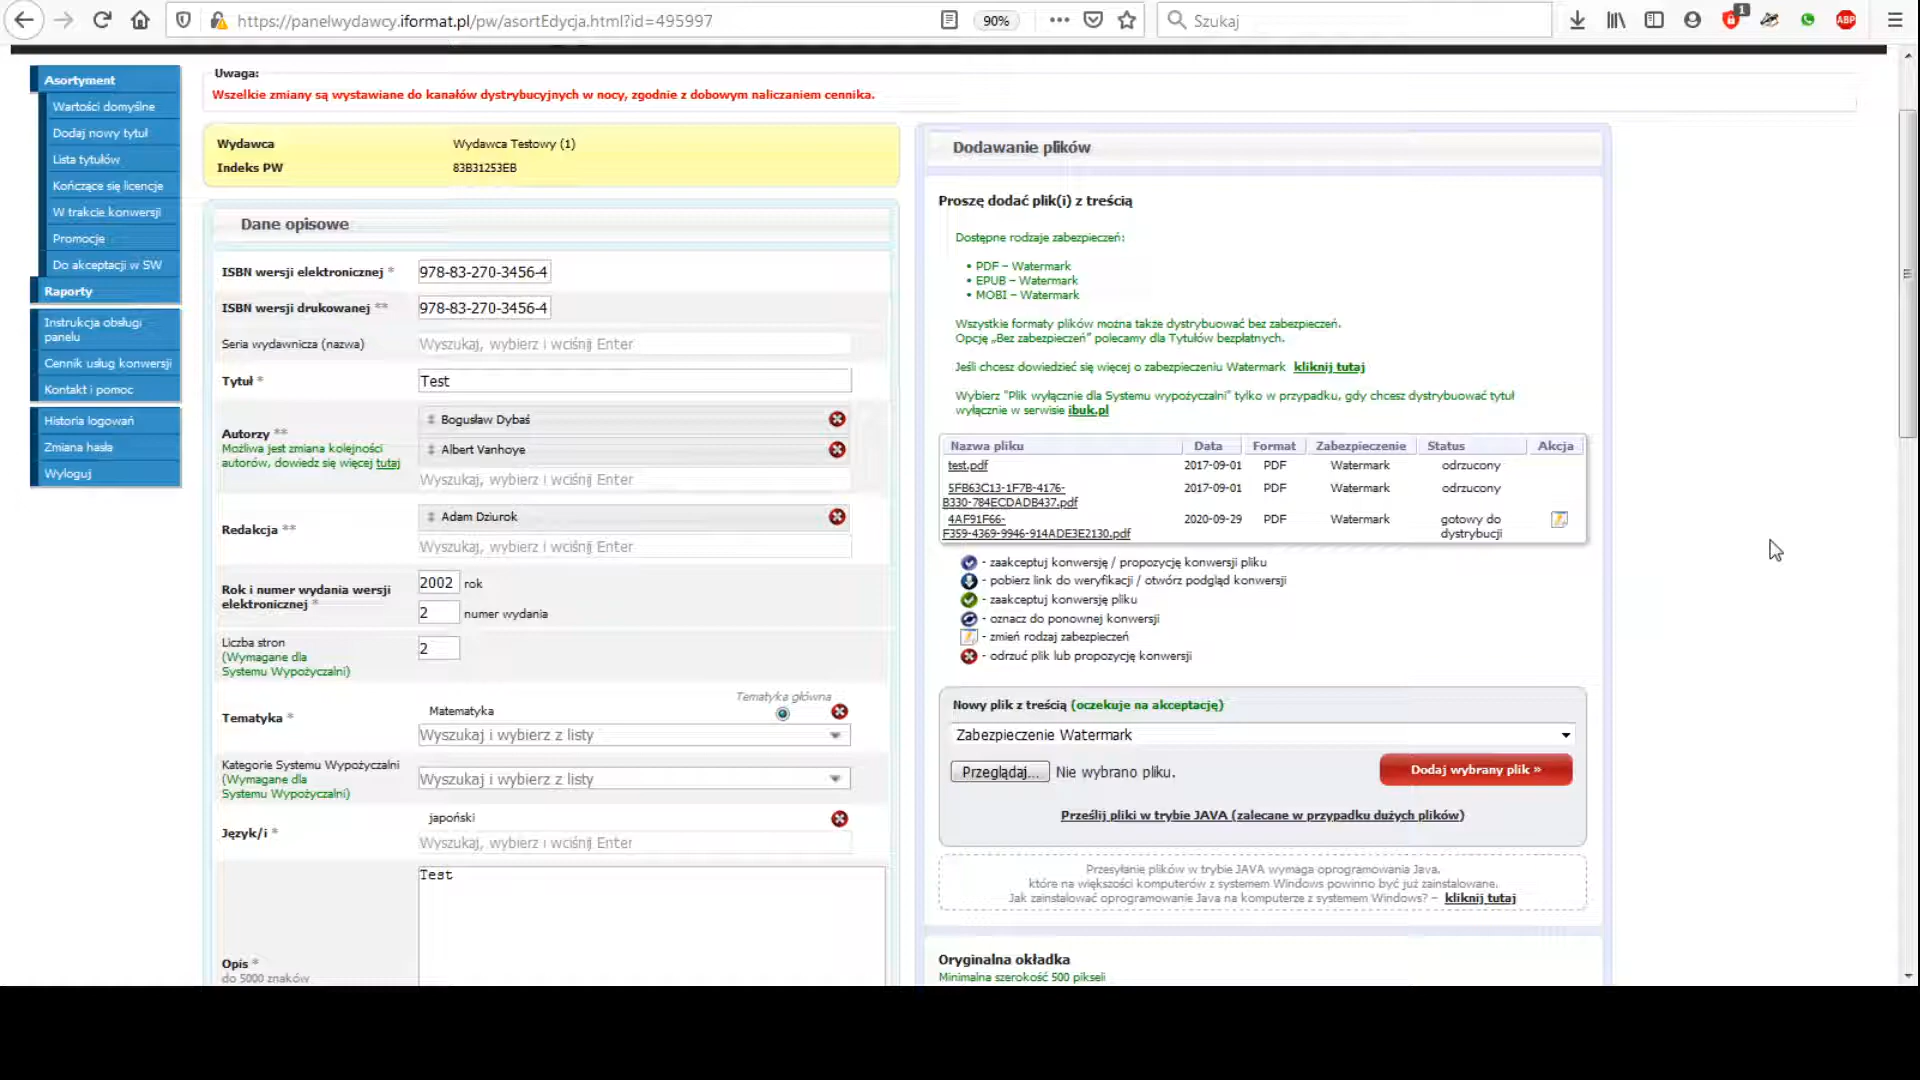 https://panelwydawcy.iformat.pl/pw/asortEdycja.html?id=495997
90%
Szukaj
1
ABP
Asortyment
Wartości domyślne
Dodaj nowy tytuł
Lista tytułów
Kończące się licencje
W trakcie konwersji
Promocje
Do akceptacji w SW
Raporty
Instrukcja obsługi
panelu
Cennik usług konwersji
Kontakt i pomoc
Historia logowań
Zmiana hasła
Wyloguj
Uwaga:
Wszelkie zmiany są wystawiane do kanałów dystrybucyjnych w nocy, zgodnie z dobowym naliczaniem cennika.
Wydawca Wydawca Testowy (1)
Indeks PW 83B31253EB
Dane opisowe
ISBN wersji elektronicznej * 978-83-270-3456-4
ISBN wersji drukowanej ** 978-83-270-3456-4
Seria wydawnicza (nazwa) Wyszukaj, wybierz i wciśnij Enter
Tytuł * Test
Bogusław Dybaś
Autorzy **
Możliwa jest zmiana kolejności
autorów, dowiedz się więcej tutaj
Albert Vanhoye
Wyszukaj, wybierz i wciśnij Enter
Redakcja **
Adam Dziurok
Wyszukaj, wybierz i wciśnij Enter
Rok i numer wydania wersji
elektronicznej *
2002 rok
2 numer wydania
Liczba stron
(Wymagane dla
Systemu Wypożyczalni)
2
Tematyka główna
Tematyka *
Matematyka
Wyszukaj i wybierz z listy
Kategorie Systemu Wypożyczalni
(Wymagane dla
Systemu Wypożyczalni)
Wyszukaj i wybierz z listy
Język/i *
japoński
Wyszukaj, wybierz i wciśnij Enter
Test
Opis *
do 5000 znaków
Dodawanie plików
Proszę dodać plik(i) z treścią
Dostępne rodzaje zabezpieczeń:
• PDF – Watermark
• EPUB – Watermark
• MOBI – Watermark
Wszystkie formaty plików można także dystrybuować bez zabezpieczeń.
Opcję „Bez zabezpieczeń" polecamy dla Tytułów bezpłatnych.
Jeśli chcesz dowiedzieć się więcej o zabezpieczeniu Watermark kliknij tutaj
Wybierz "Plik wyłącznie dla Systemu wypożyczalni" tylko w przypadku, gdy chcesz dystrybuować tytuł
wyłącznie w serwisie ibuk.pl
Nazwa pliku Data Format Zabezpieczenie Status Akcja
test.pdf 2017-09-01 PDF Watermark odrzucony
5FB63C13-1F7B-4176- 2017-09-01 PDF Watermark odrzucony
B330-784ECDADB437.pdf
4AF91F66- 2020-09-29 PDF Watermark gotowy do
F359-4369-9946-914ADE3E2130.pdf dystrybucji
- zaakceptuj konwersję / propozycję konwersji pliku
- pobierz link do weryfikacji / otwórz podgląd konwersji
- zaakceptuj konwersję pliku
- oznacz do ponownej konwersji
- zmień rodzaj zabezpieczeń
- odrzuć plik lub propozycję konwersji
Nowy plik z treścią (oczekuje na akceptację)
Zabezpieczenie Watermark
Przeglądaj... Nie wybrano pliku.
Dodaj wybrany plik »
Prześlij pliki w trybie JAVA (zalecane w przypadku dużych plików)
Przesyłanie plików w trybie JAVA wymaga oprogramowania Java,
które na większości komputerów z systemem Windows powinno być już zainstalowane.
Jak zainstalować oprogramowanie Java na komputerze z systemem Windows? – kliknij tutaj
Oryginalna okładka
Minimalna szerokość 500 pikseli